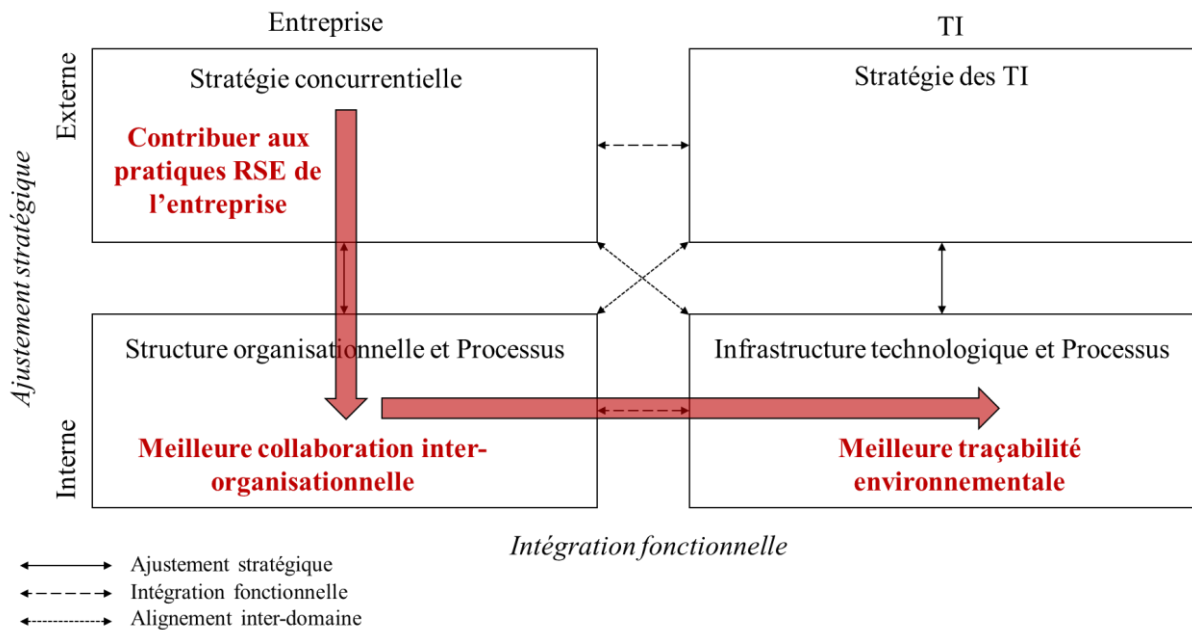 Entreprise
TI
Externe
Stratégie concurrentielle
Stratégie des TI
Contribuer aux
pratiques RSE de
l’entreprise
Ajustement stratégique
Interne
Structure organisationnelle et Processus
Infrastructure technologique et Processus
Meilleure collaboration inter-
organisationnelle
Meilleure traçabilité
environnementale
Intégration fonctionnelle
Ajustement stratégique
Intégration fonctionnelle
Alignement inter-domaine